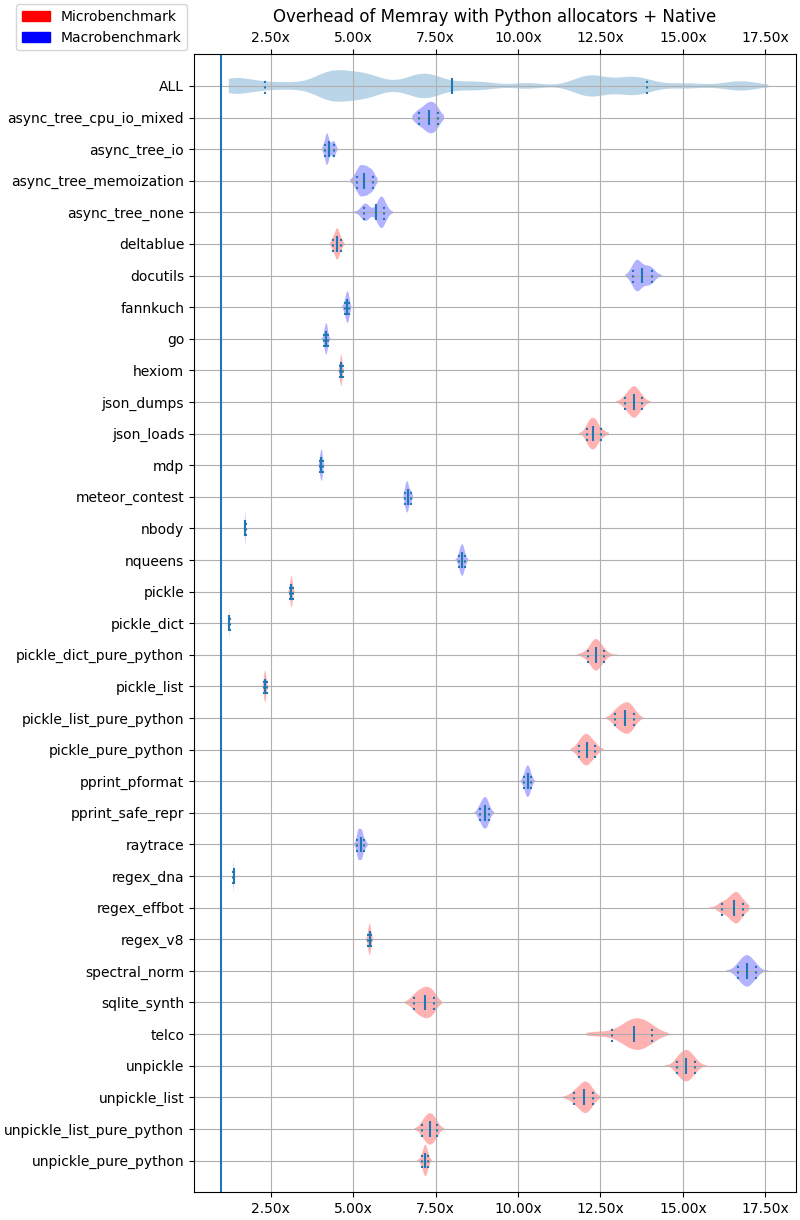 Overhead of Memray with Python allocators + Native
Microbenchmark
Macrobenchmark
2.50x 5.00x 7.50x 10.00x 12.50x 15.00x 17.50x
ALL
async_tree_cpu_io_mixed
async_tree_io
async_tree_memoization
async_tree_none
deltablue
docutils
fannkuch
go
hexiom
json_dumps
json_loads
mdp
meteor_contest
nbody
nqueens
pickle
pickle_dict
pickle_dict_pure_python
pickle_list
pickle_list_pure_python
pickle_pure_python
pprint_pformat
pprint_safe_repr
raytrace
regex_dna
regex_effbot
regex_v8
spectral_norm
sqlite_synth
telco
unpickle
unpickle_list
unpickle_list_pure_python
unpickle_pure_python
2.50x 5.00x 7.50x 10.00x 12.50x 15.00x 17.50x